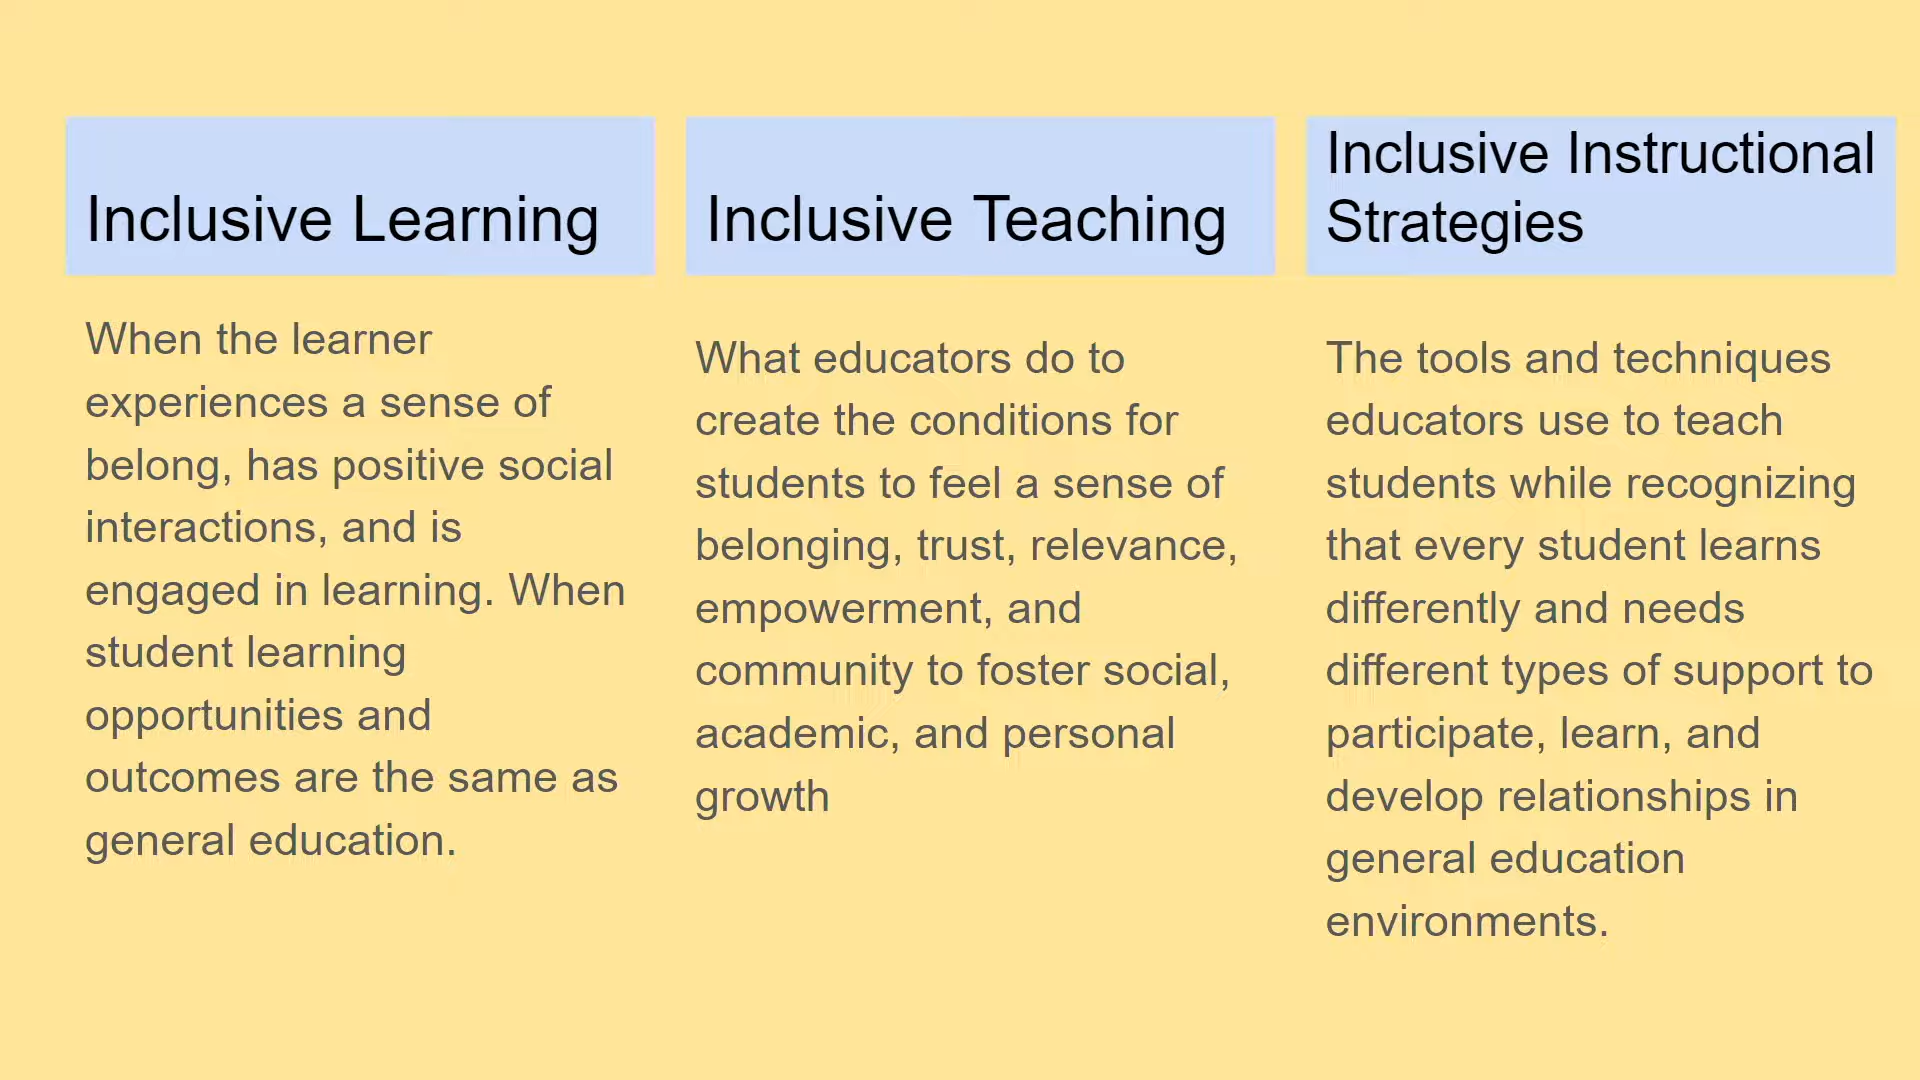 Inclusive Learning
When the learner
experiences a sense of
belong, has positive social
interactions, and is
engaged in learning. When
student learning
opportunities and
outcomes are the same as
general education.
Inclusive Teaching
What educators do to
create the conditions for
students to feel a sense of
belonging, trust, relevance,
empowerment, and
community to foster social,
academic, and personal
growth
Inclusive Instructional
Strategies
The tools and techniques
educators use to teach
students while recognizing
that every student learns
differently and needs
different types of support to
participate, learn, and
develop relationships in
general education
environments.